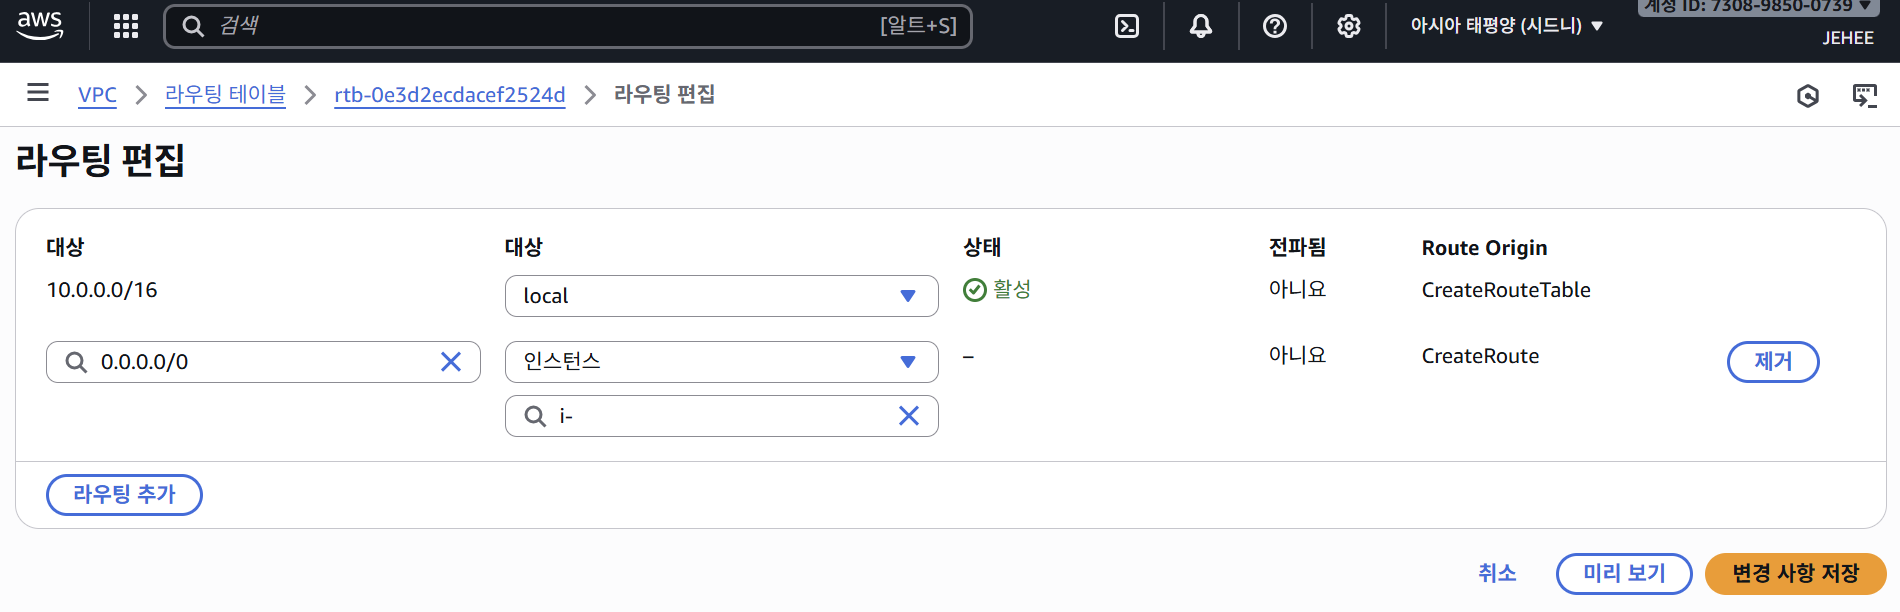 aws
검색
[알트+S]
아시아 태평양 (시드니) ▼
계정 ID: 7308-9850-0739 ▼
JEHEE
VPC > 라우팅 테이블 > rtb-0e3d2ecdacef2524d > 라우팅 편집
라우팅 편집
대상 대상 상태 전파됨 Route Origin
10.0.0.0/16 local 활성 아니요 CreateRouteTable
0.0.0.0/0 인스턴스 – 아니요 CreateRoute 제거
i-
라우팅 추가
취소 미리 보기 변경 사항 저장